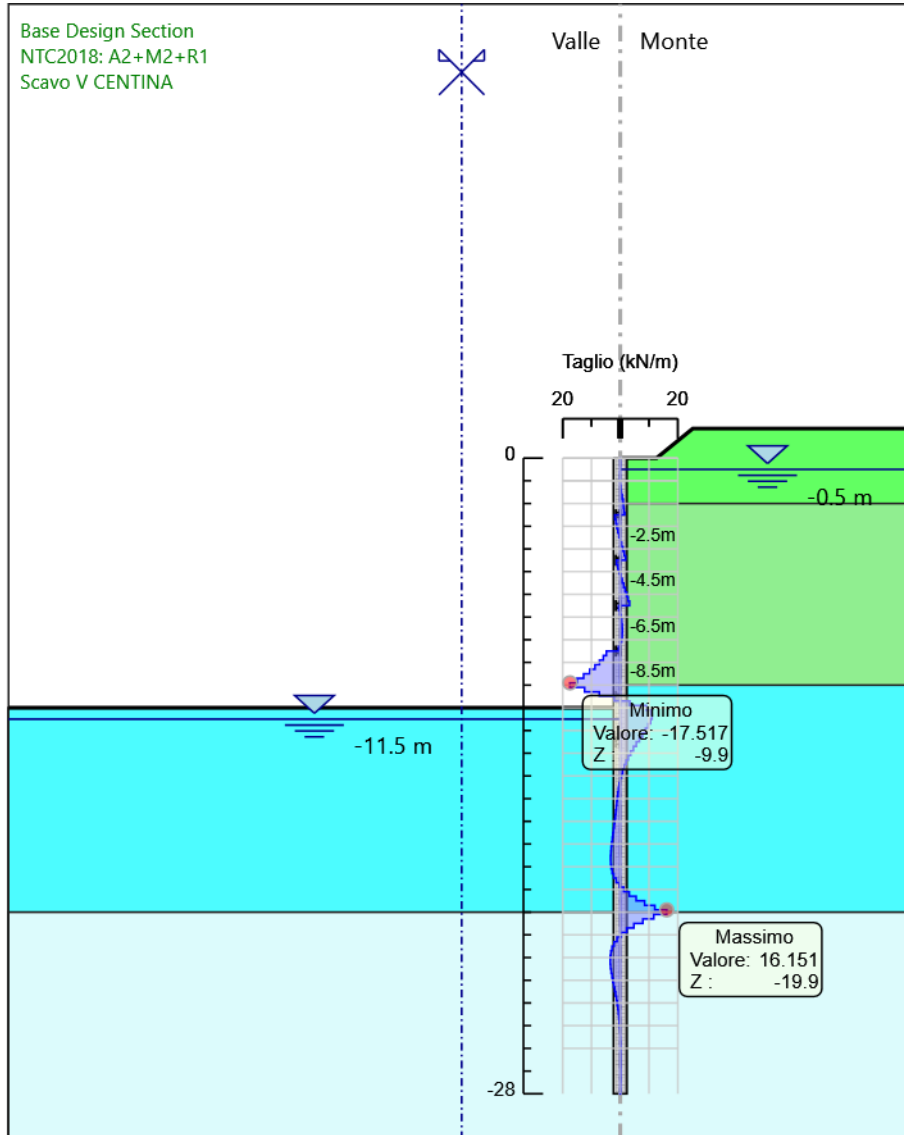 Base Design Section
NTC2018: A2+M2+R1
Scavo V CENTINA
Valle Monte
Taglio (kN/m)
20 20
0
-0.5 m
-2.5m
-4.5m
-6.5m
-8.5m
Minimo
Valore: -17.517
Z : -9.9
-11.5 m
Massimo
Valore: 16.151
Z : -19.9
-28